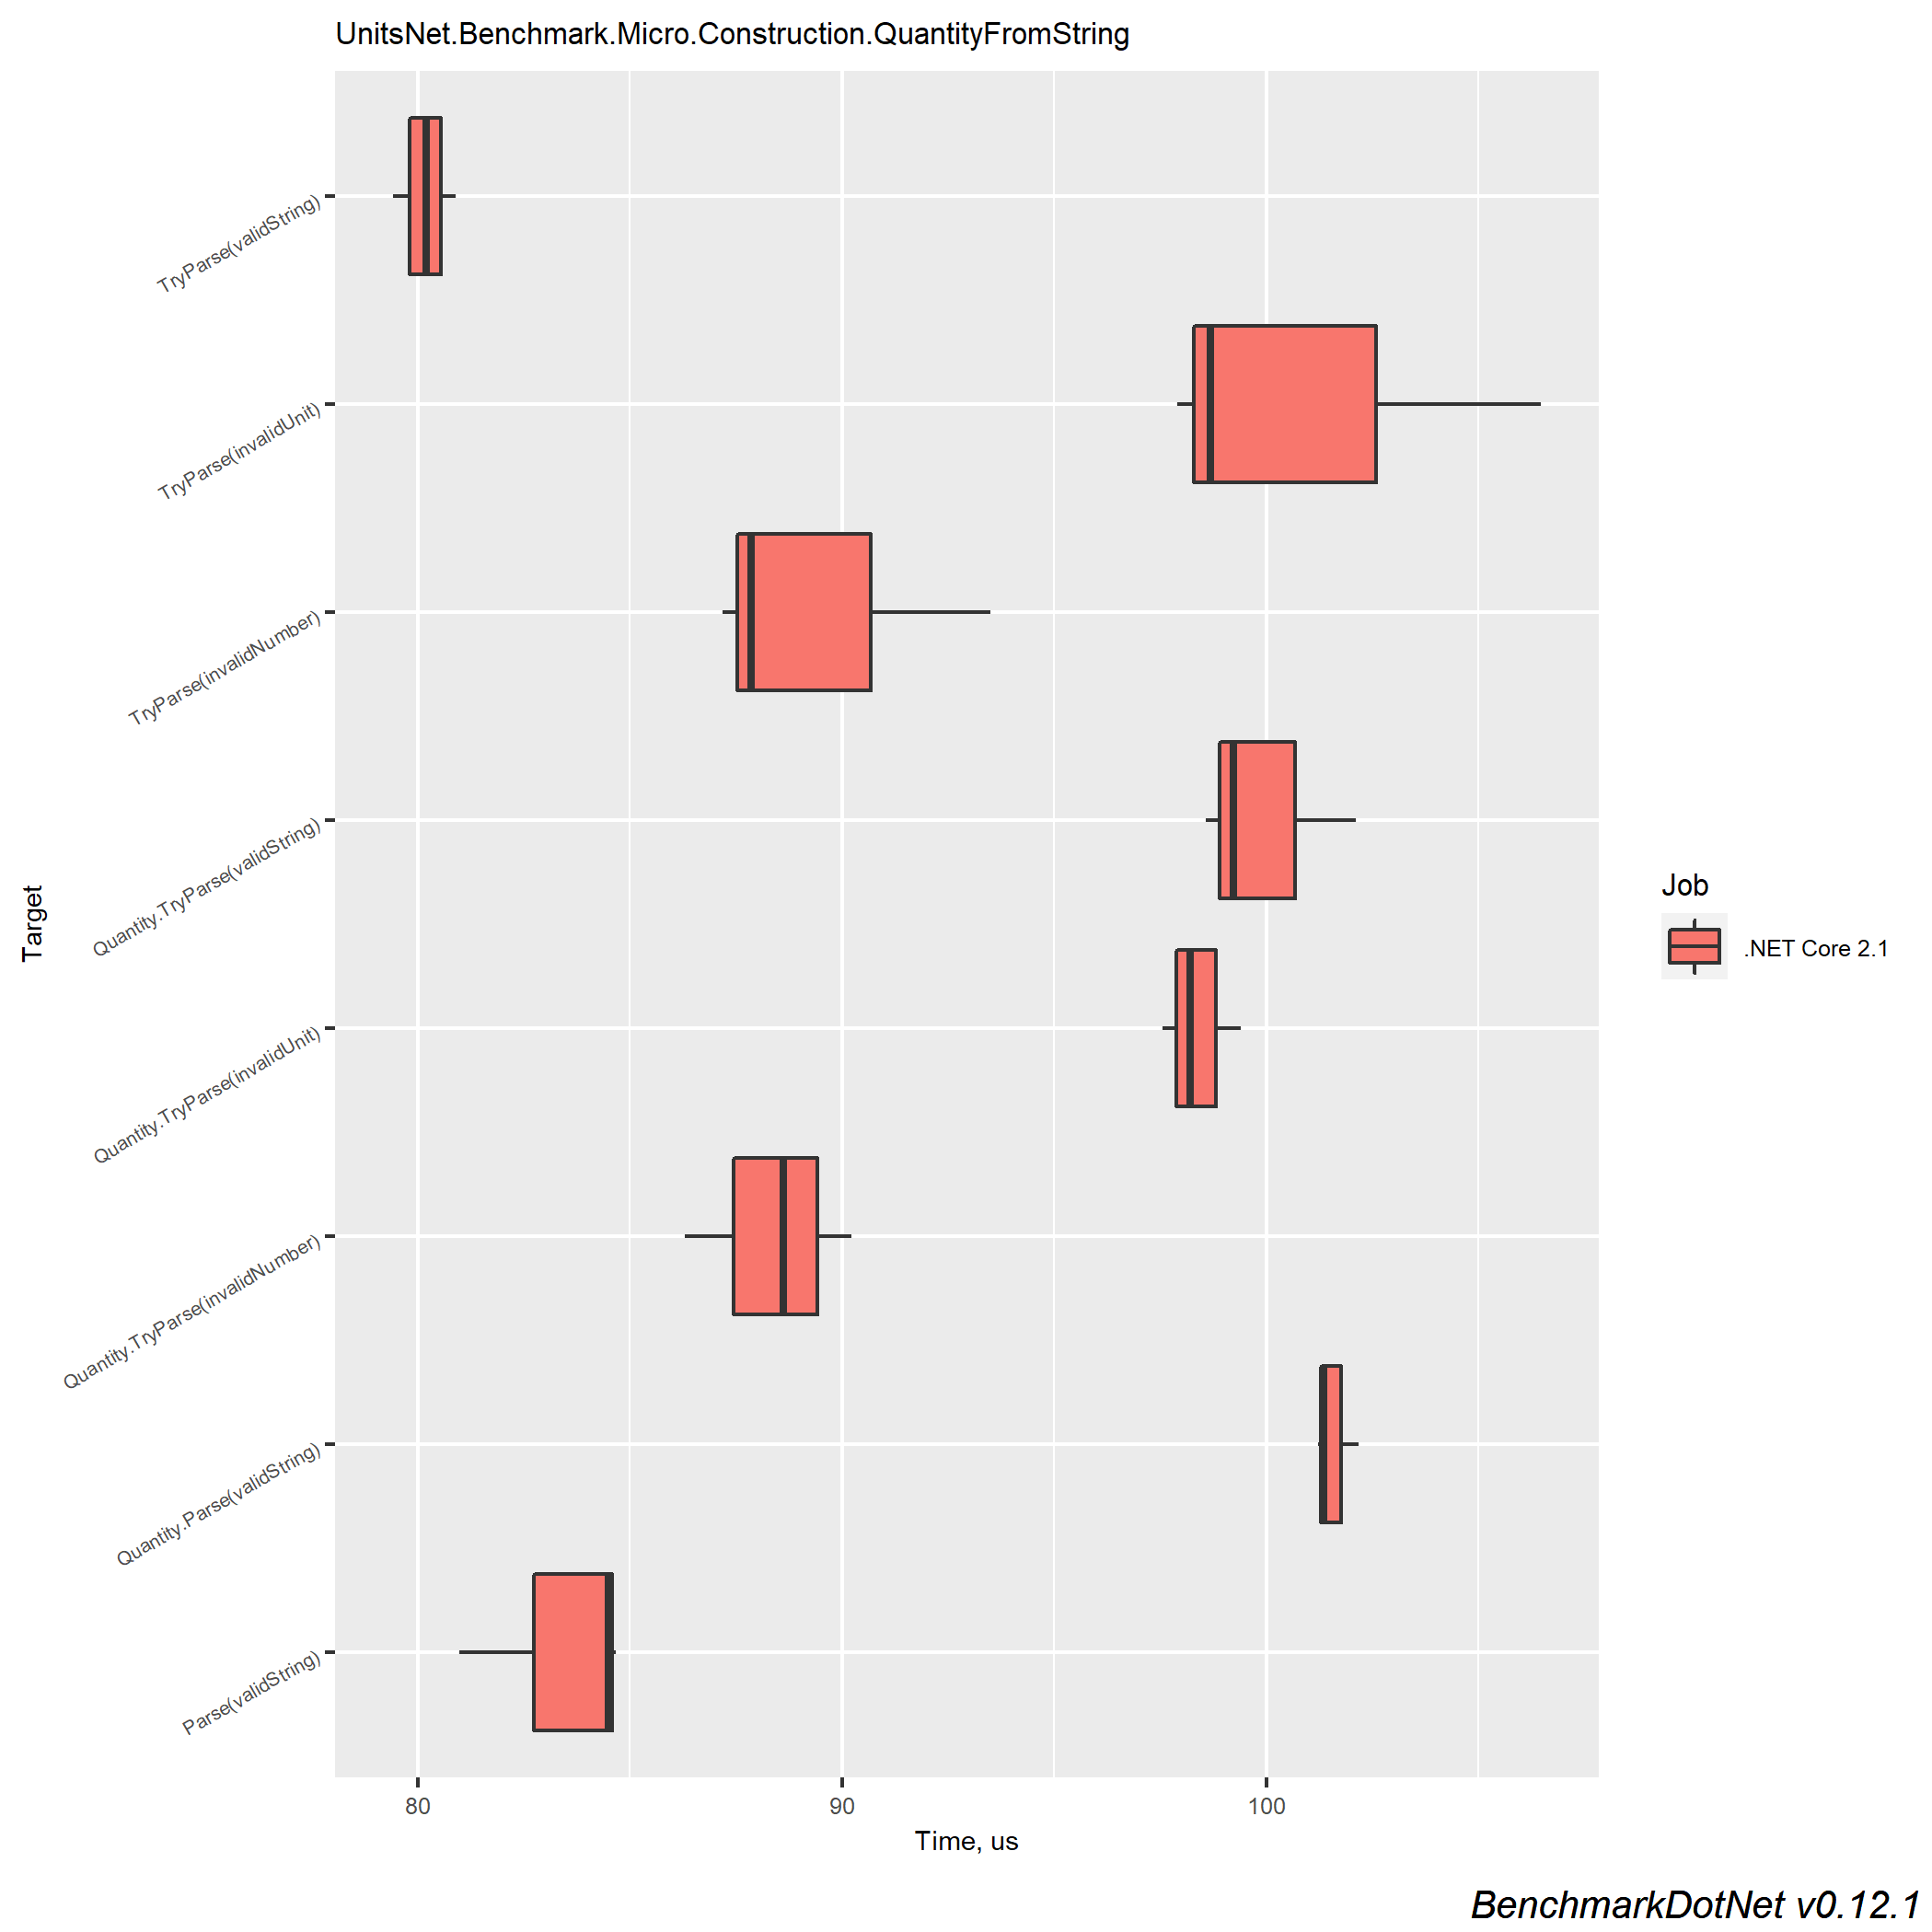 UnitsNet.Benchmark.Micro.Construction.QuantityFromString
TryParse(validString)
TryParse(invalidUnit)
TryParse(invalidNumber)
Quantity.TryParse(validString)
Quantity.TryParse(invalidUnit)
Quantity.TryParse(invalidNumber)
Quantity.Parse(validString)
Parse(validString)
Target
80 90 100
Time, us
Job
.NET Core 2.1
BenchmarkDotNet v0.12.1